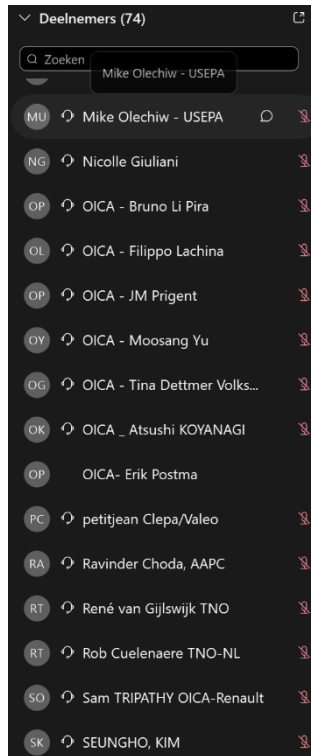 Deelnemers (74)
Zoeken
Mike Olechiw - USEPA
MU Mike Olechiw - USEPA
NG Nicolle Giuliani
OP OICA - Bruno Li Pira
OL OICA - Filippo Lachina
OP OICA - JM Prigent
OY OICA - Moosang Yu
OG OICA - Tina Dettmer Volks...
OK OICA _ Atsushi KOYANAGI
OP OICA- Erik Postma
PC petitjean Clepa/Valeo
RA Ravinder Choda, AAPC
RT René van Gijlswijk TNO
RT Rob Cuelenaere TNO-NL
SO Sam TRIPATHY OICA-Renault
SK SEUNGHO, KIM